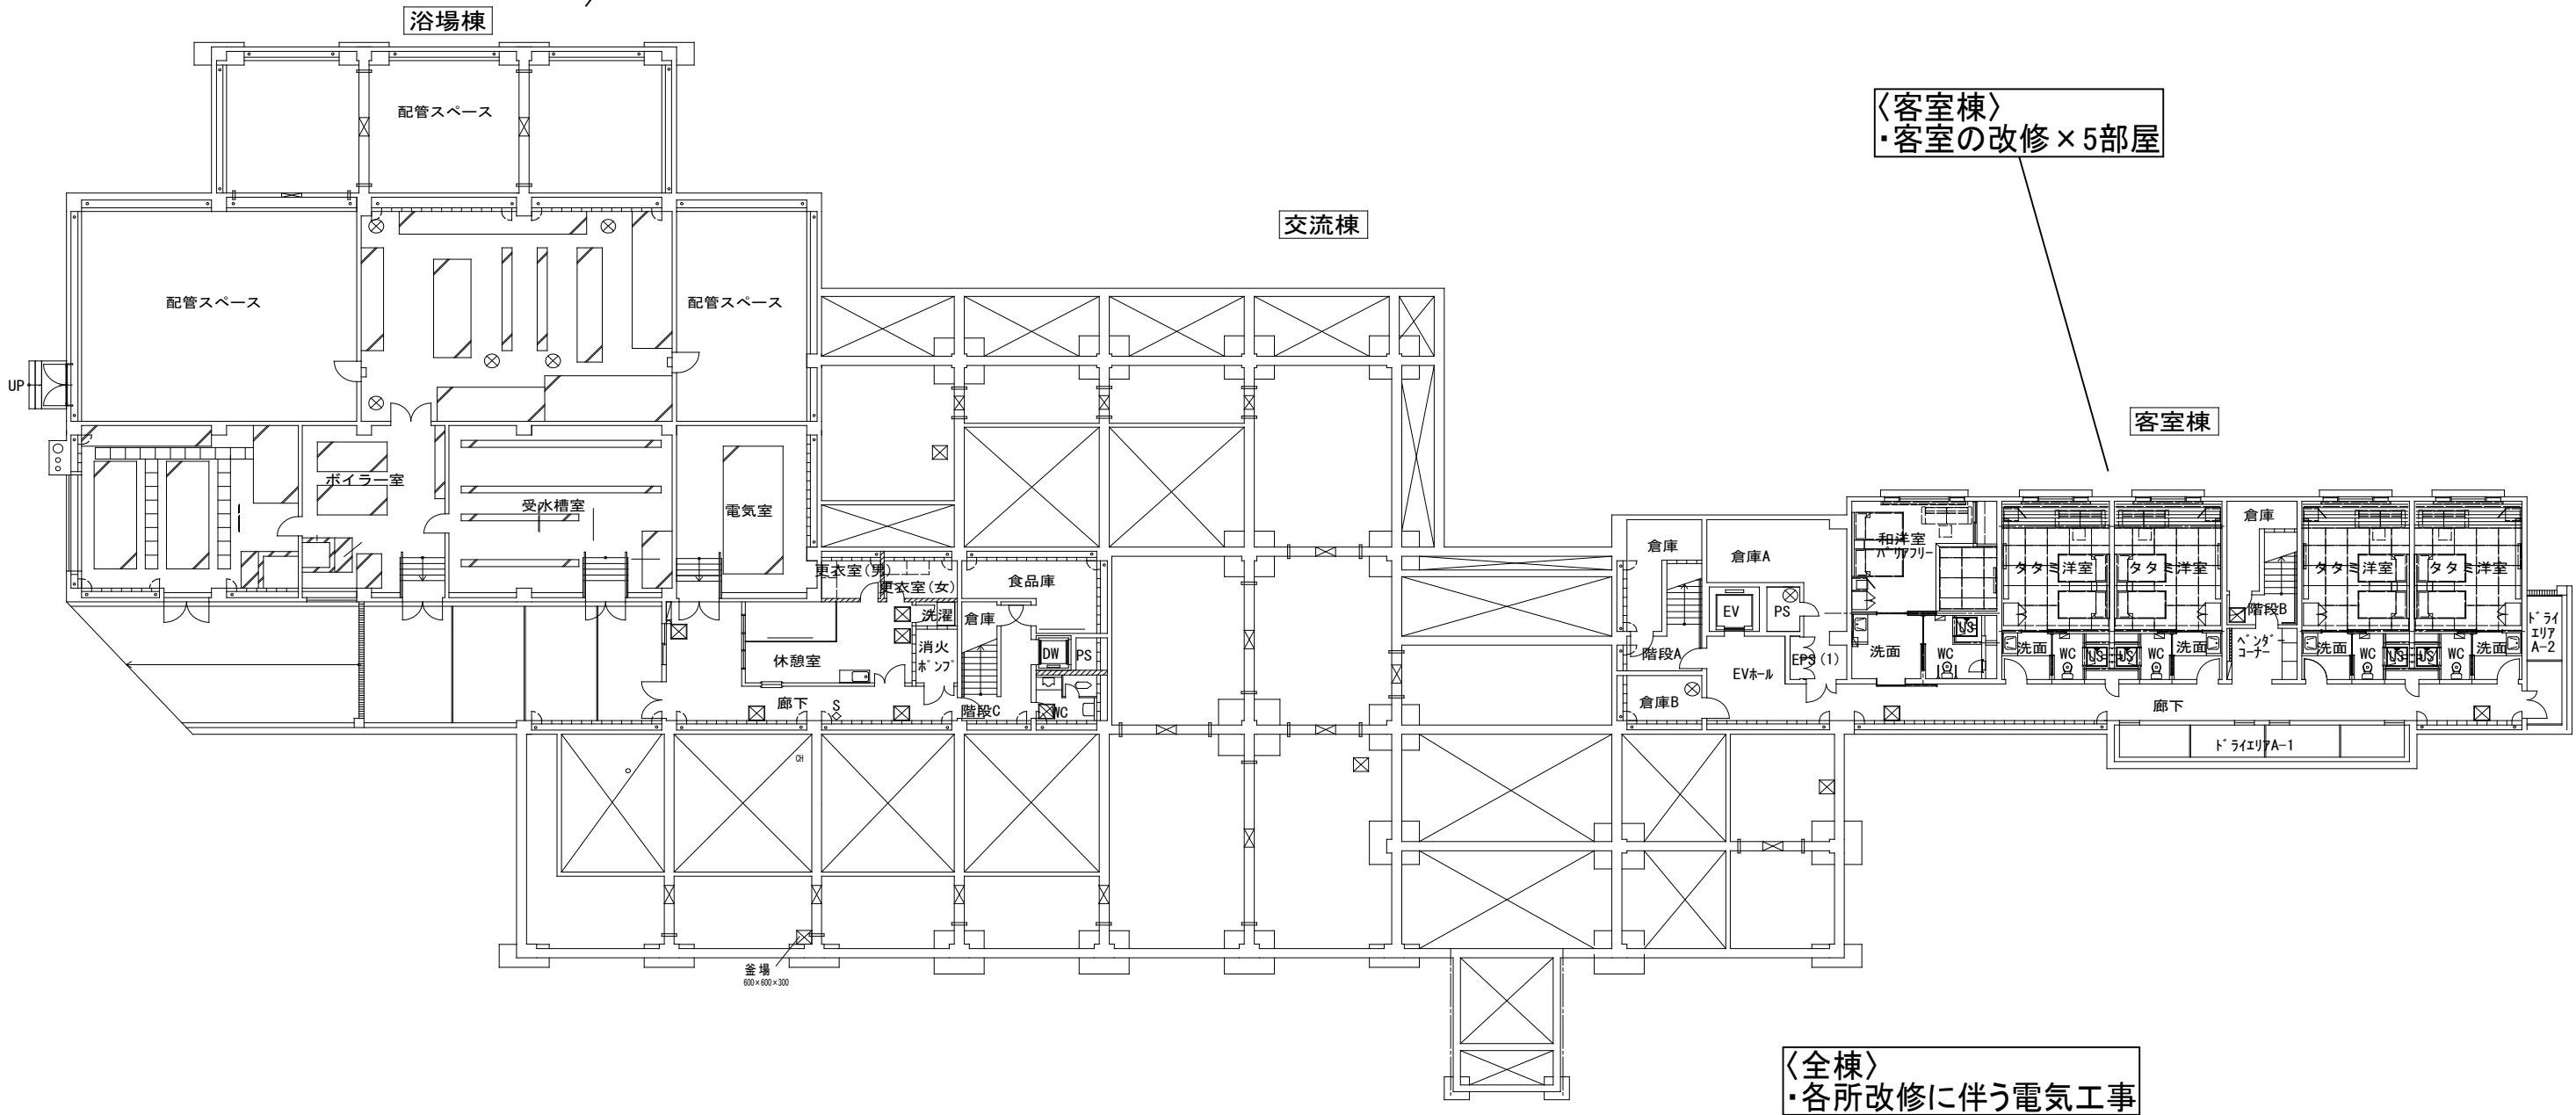 浴場棟
配管スペース
〈客室棟〉
・客室の改修×5部屋
交流棟
配管スペース
配管スペース
UP
客室棟
ボイラー室
受水槽室
電気室
更衣室(男)
更衣室(女)
食品庫
洗濯
倉庫
消火
ポンプ
休憩室
DW
PS
廊下
S
階段C
WC
CH
釜場
600×600×300
倉庫
倉庫A
EV
PS
階段A
EVホール
EPS(1)
倉庫B
和洋室
バリアフリー
洗面
WC
US
タタミ洋室
タタミ洋室
倉庫
タタミ洋室
タタミ洋室
階段B
ベンダー
コーナー
洗面
WC
US
US
WC
洗面
洗面
WC
US
US
WC
洗面
ドライ
エリア
A-2
廊下
ドライエリアA-1
〈全棟〉
・各所改修に伴う電気工事